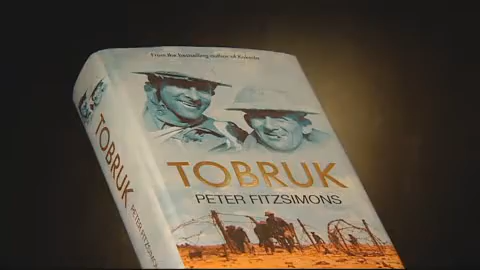 From the bestselling author of Kokoda
TOBRUK
PETER FITZSIMONS
TOBRUK
PETER FITZSIMONS